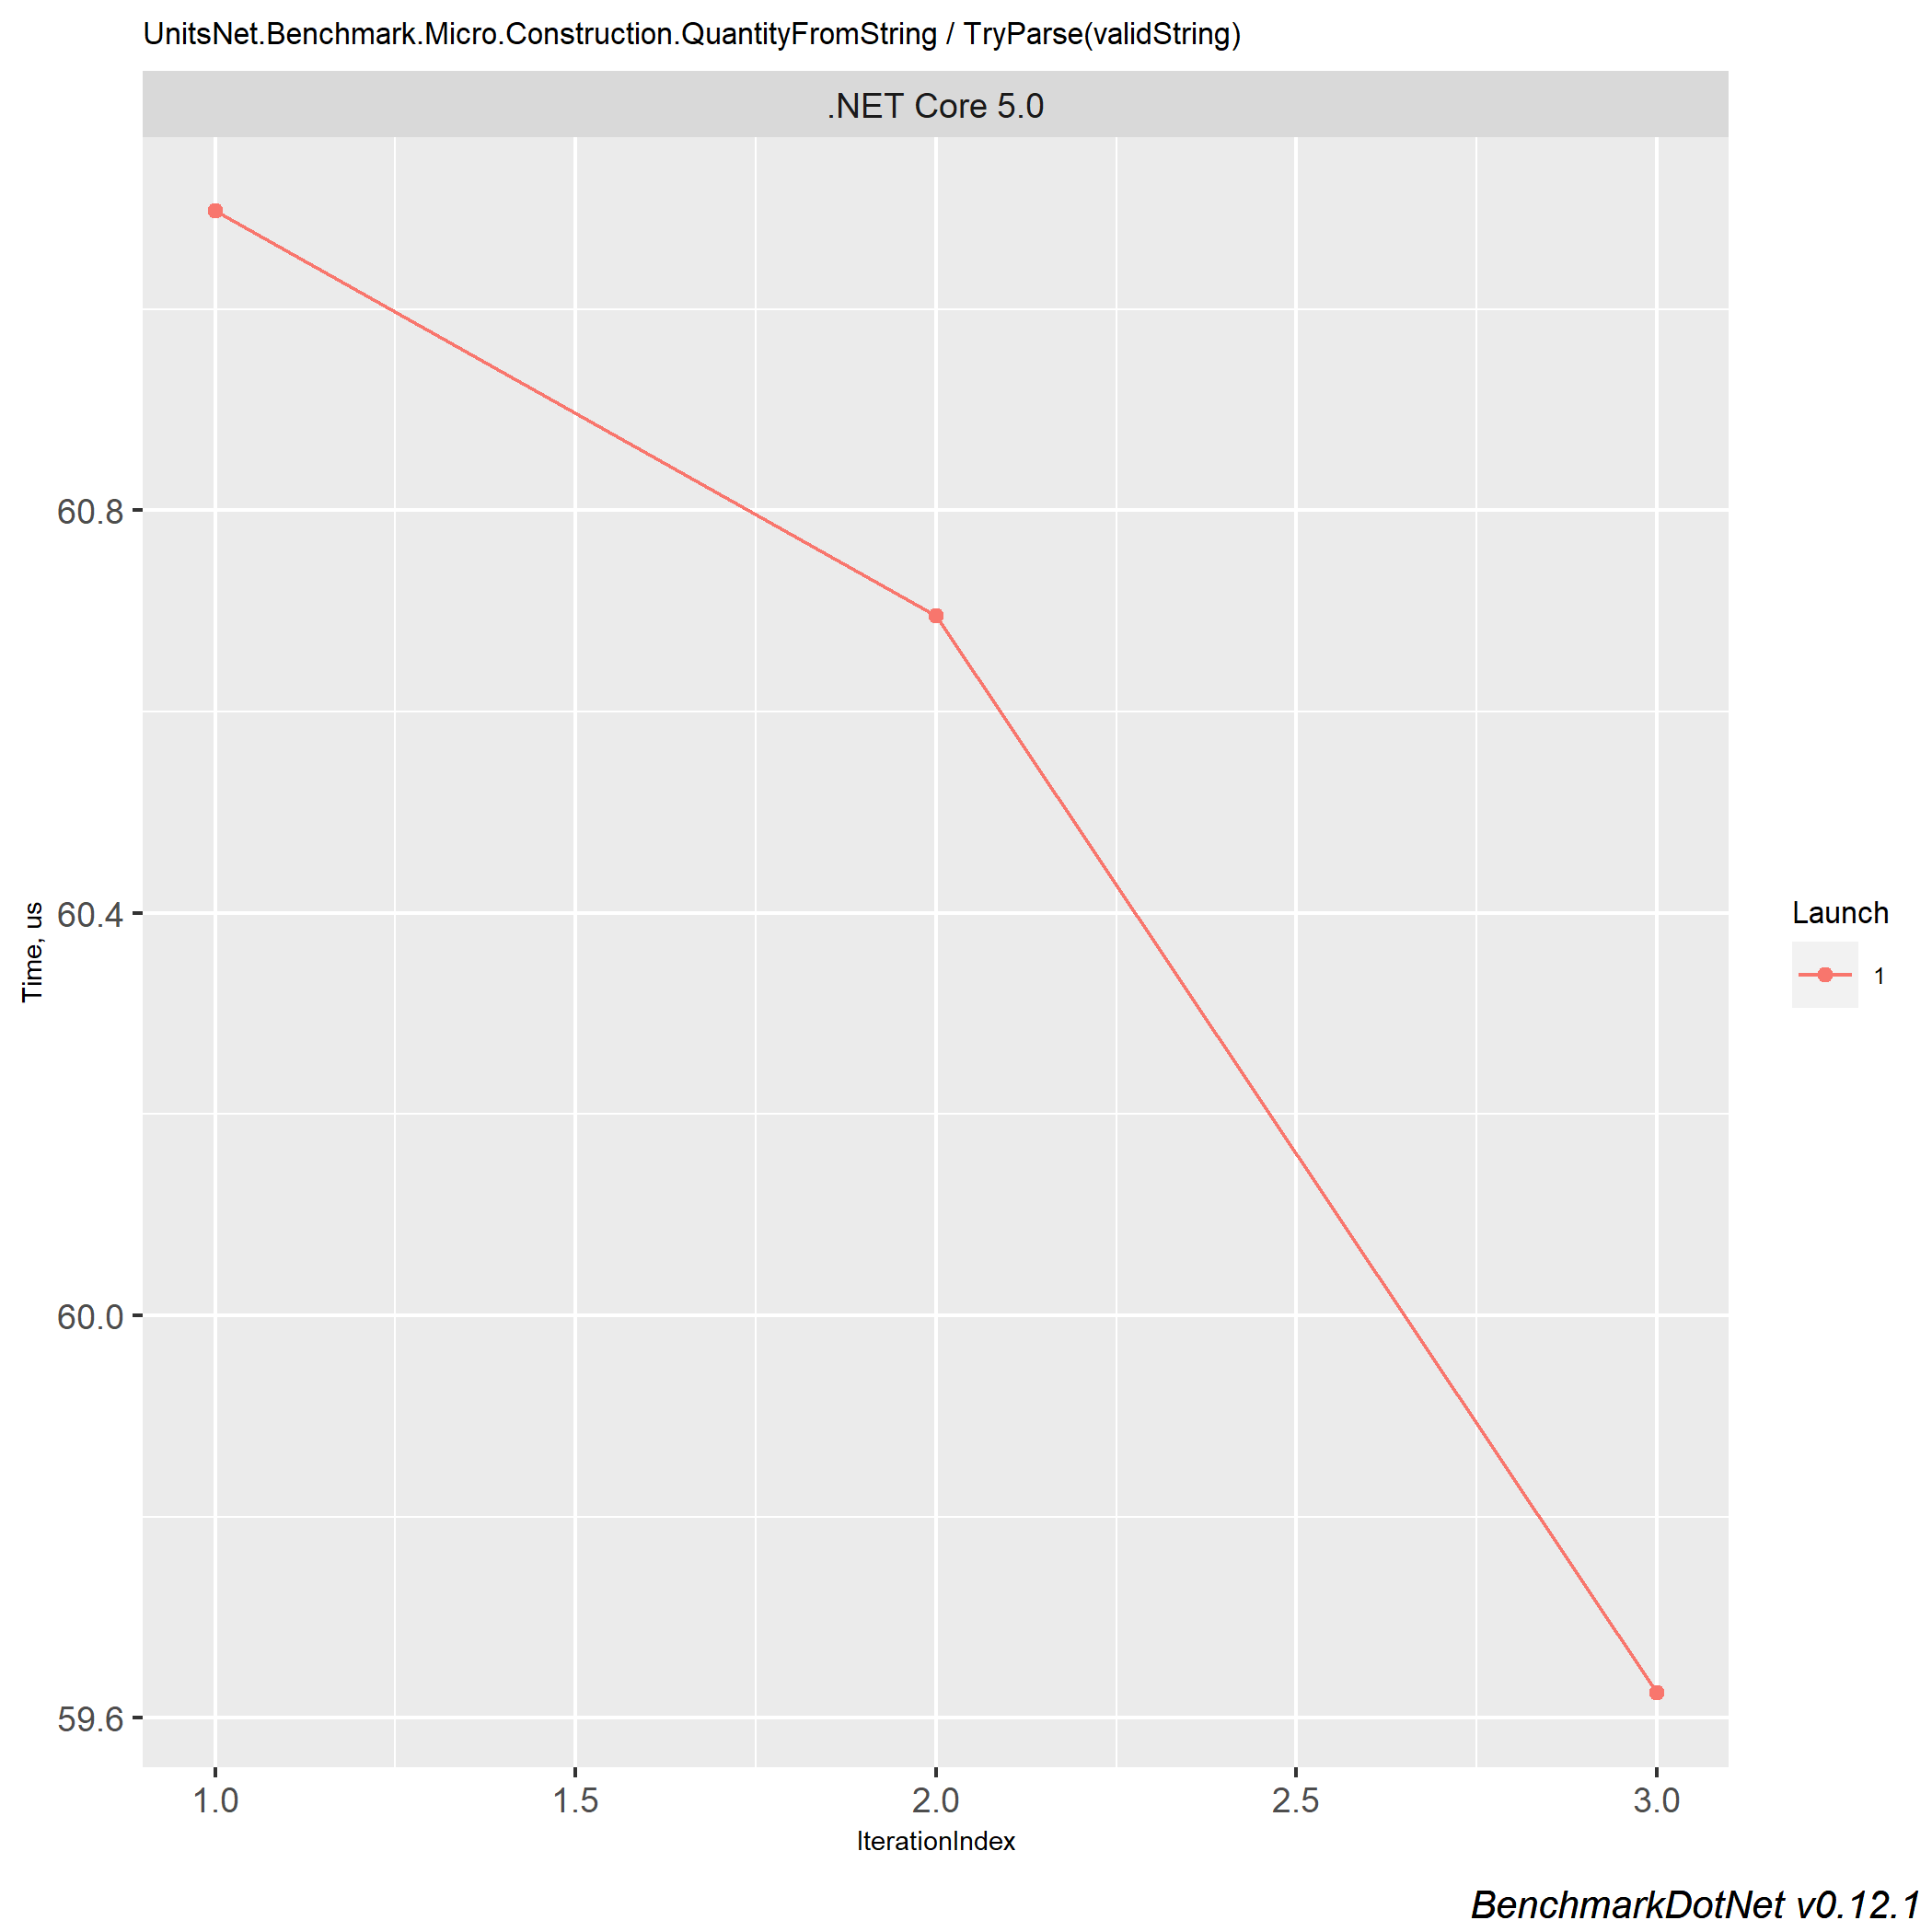 UnitsNet.Benchmark.Micro.Construction.QuantityFromString / TryParse(validString)
.NET Core 5.0
60.8
60.4
60.0
59.6
Time, us
1.0 1.5 2.0 2.5 3.0
IterationIndex
Launch
1
BenchmarkDotNet v0.12.1